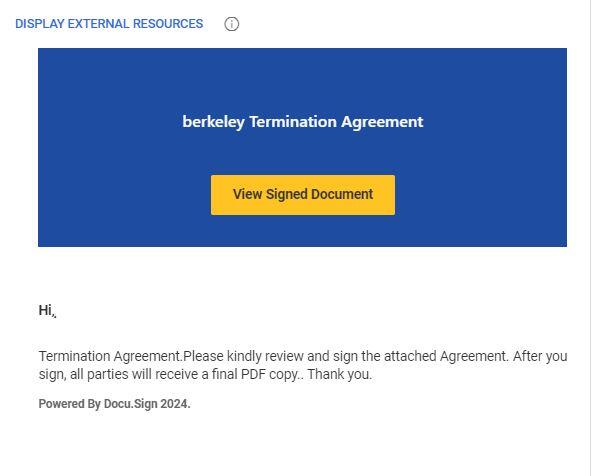 DISPLAY EXTERNAL RESOURCES
berkeley Termination Agreement
View Signed Document
Hi,,
Termination Agreement.Please kindly review and sign the attached Agreement. After you
sign, all parties will receive a final PDF copy.. Thank you.
Powered By Docu.Sign 2024.